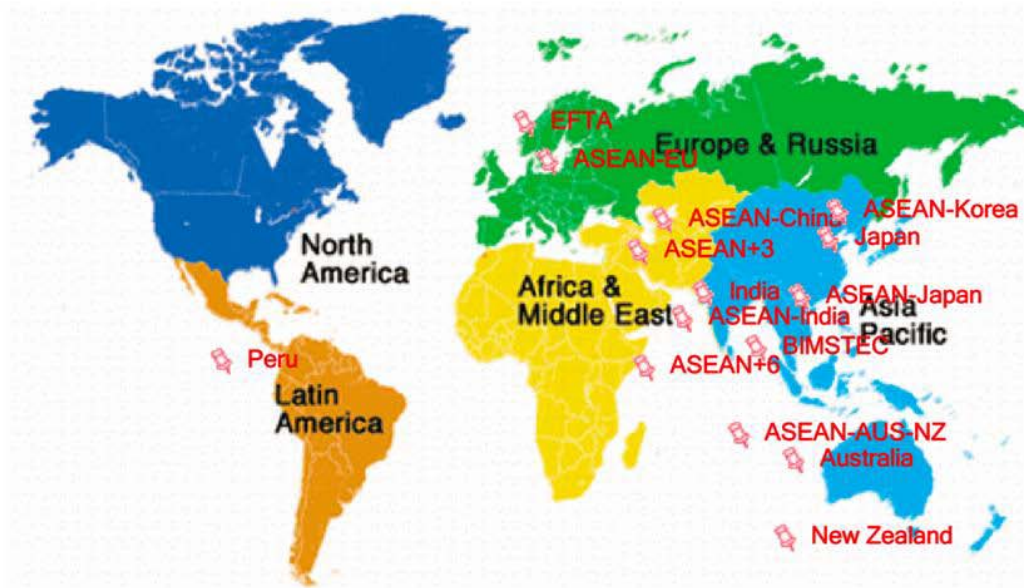 EFTA
Europe & Russia
ASEAN-EU
ASEAN-China
ASEAN-Korea
Japan
North
America
ASEAN+3
Africa &
Middle East
India
ASEAN-Japan
ASEAN-India
Asia
Pacific
BIMSTEC
Peru
ASEAN+6
Latin
America
ASEAN-AUS-NZ
Australia
New Zealand